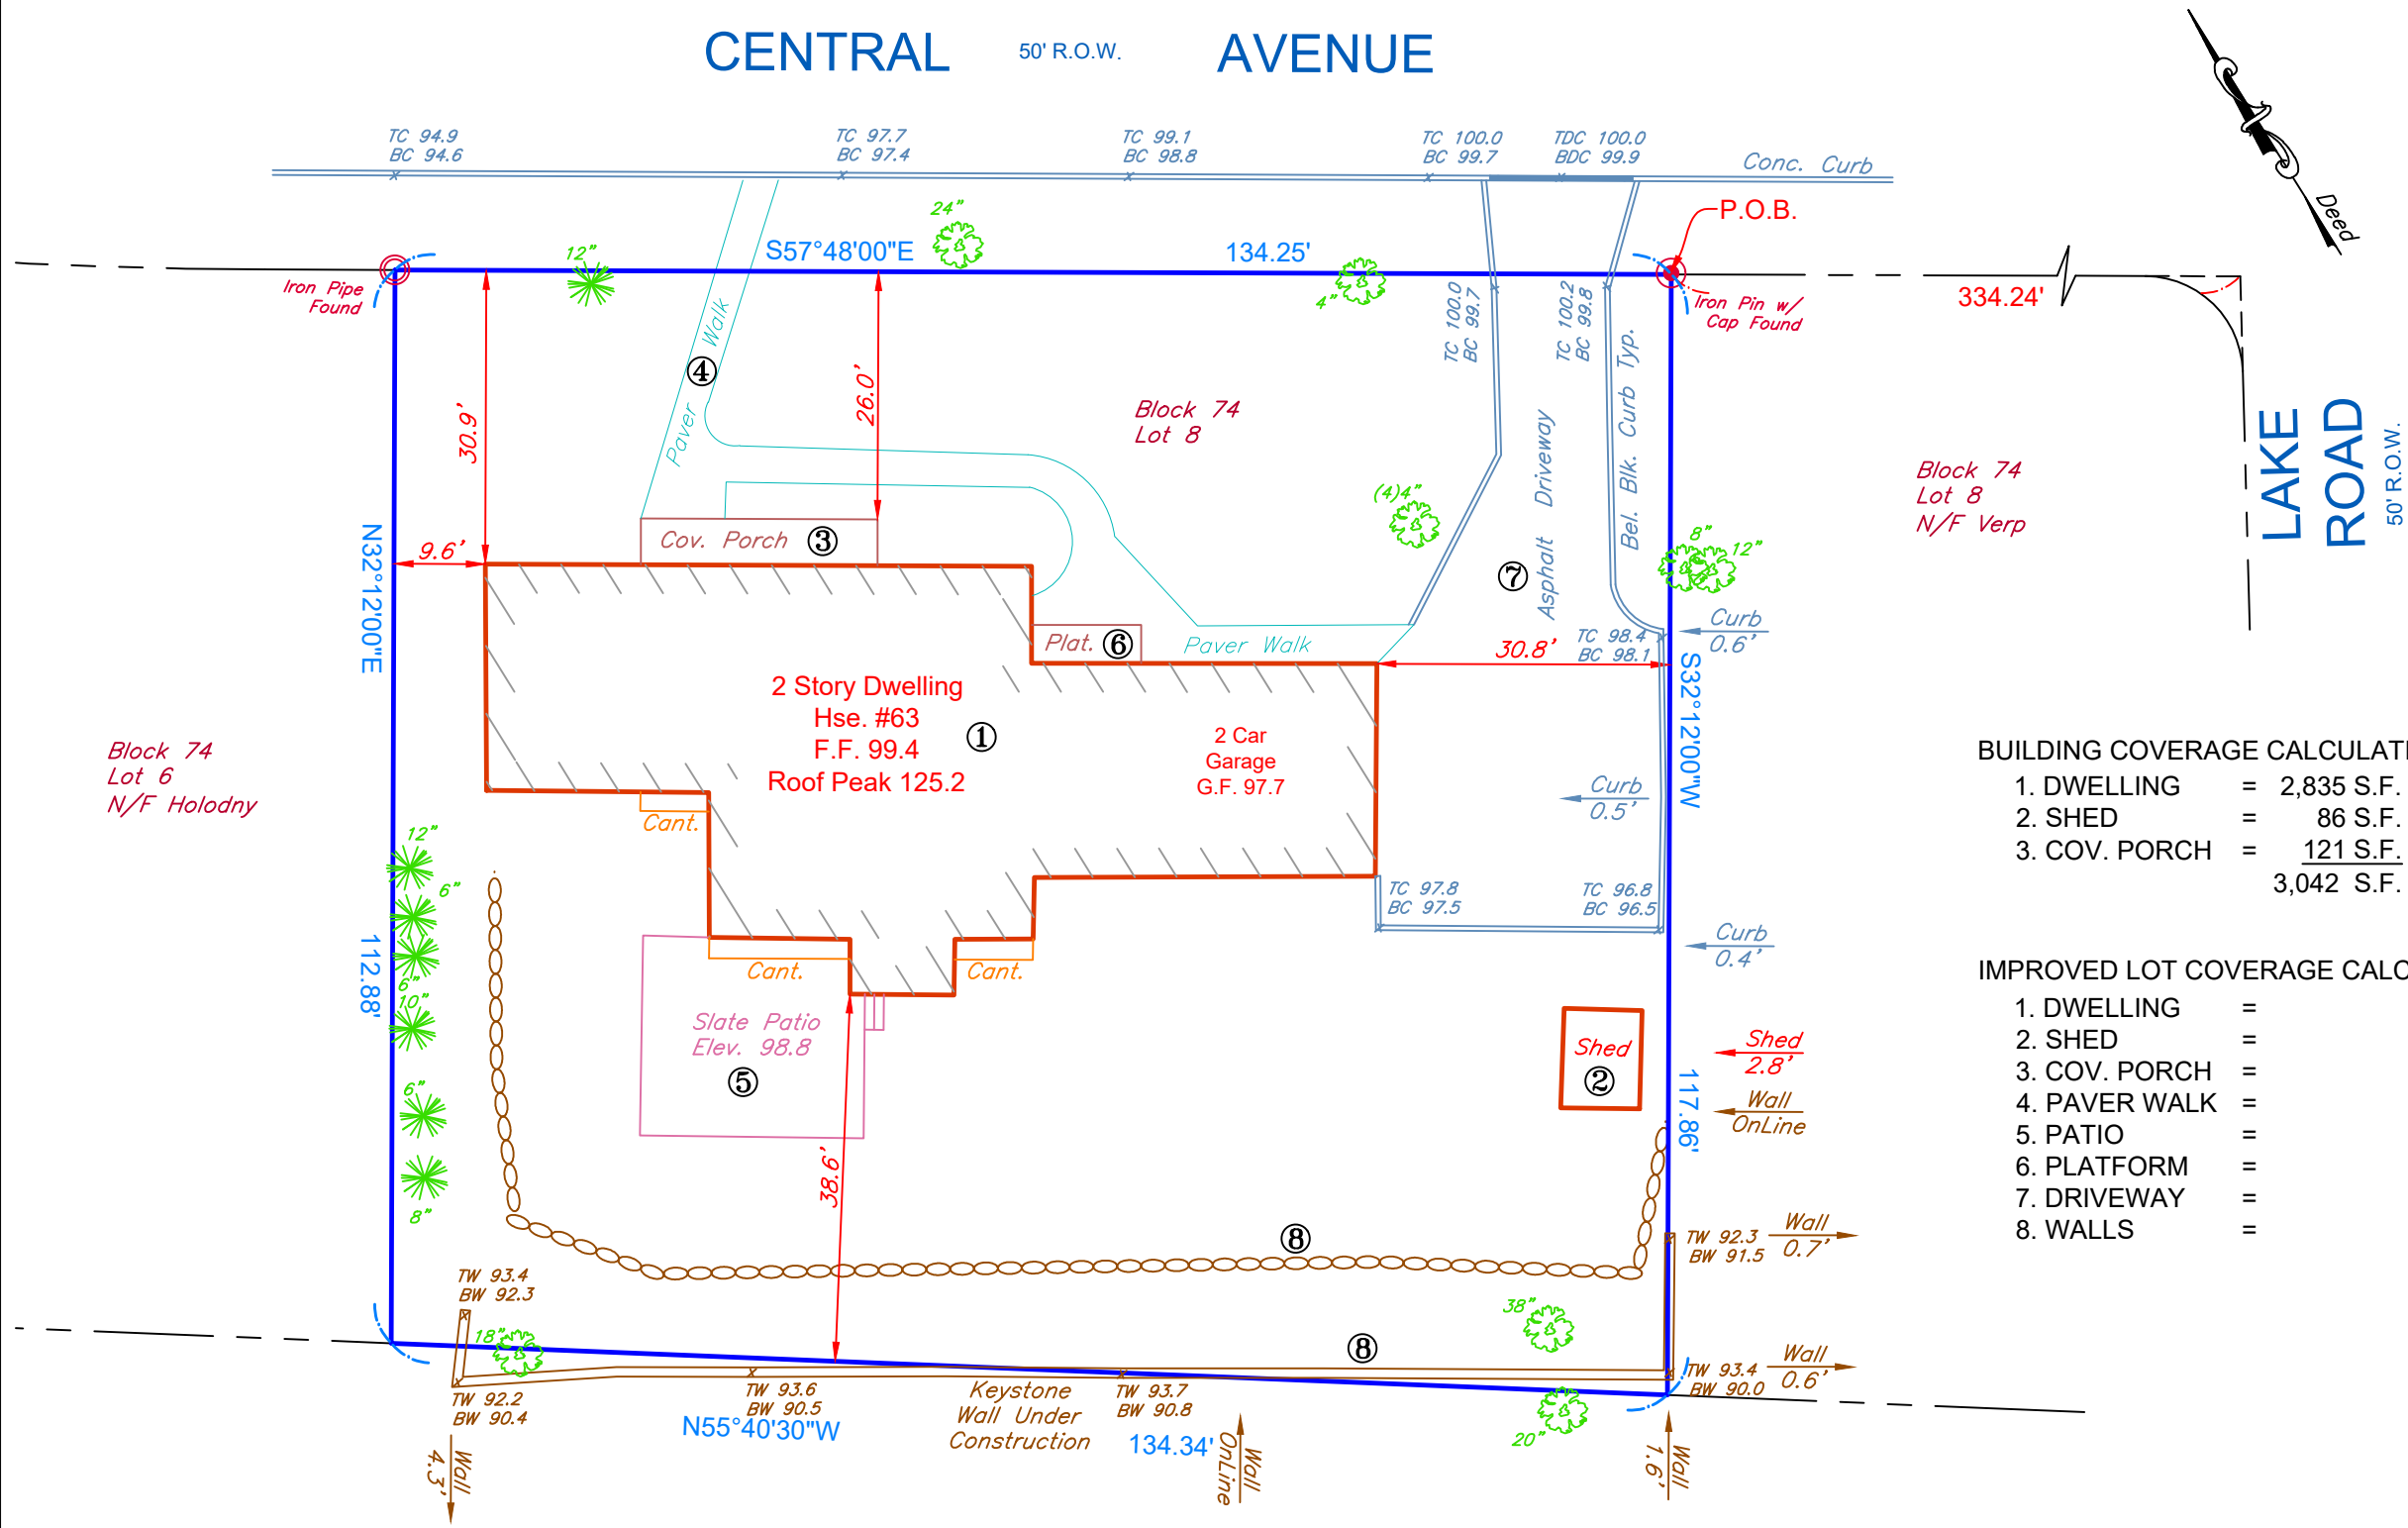 CENTRAL 50' R.O.W. AVENUE
Deed
TC 94.9
BC 94.6
TC 97.7
BC 97.4
TC 99.1
BC 98.8
TC 100.0
BC 99.7
TDC 100.0
BDC 99.9
Conc. Curb
P.O.B.
12"
24"
S57°48'00"E
134.25'
4"
Iron Pipe
Found
Iron Pin w/
Cap Found
334.24'
TC 100.0
BC 99.7
TC 100.2
BC 99.8
Bel. Blk. Curb Typ.
Asphalt Driveway
Paver Walk
④
30.9'
26.0'
Block 74
Lot 8
(4)4"
8"
12"
Block 74
Lot 8
N/F Verp
LAKE
ROAD
50' R.O.W.
9.6'
N32°12'00"E
Cov. Porch ③
⑦
Plat. ⑥
Paver Walk
30.8'
TC 98.4
BC 98.1
Curb
0.6'
S32°12'00"W
2 Story Dwelling
Hse. #63
F.F. 99.4
Roof Peak 125.2
①
2 Car
Garage
G.F. 97.7
Block 74
Lot 6
N/F Holodny
Curb
0.5'
Cant.
BUILDING COVERAGE CALCULATI
1. DWELLING = 2,835 S.F.
2. SHED = 86 S.F.
3. COV. PORCH = 121 S.F.
3,042 S.F.
12"
6"
6"
10"
6"
8"
112.88'
TC 97.8
BC 97.5
TC 96.8
BC 96.5
Curb
0.4'
Cant.
Cant.
Slate Patio
Elev. 98.8
⑤
38.6'
Shed
②
Shed
2.8'
Wall
OnLine
117.86'
IMPROVED LOT COVERAGE CALC
1. DWELLING =
2. SHED =
3. COV. PORCH =
4. PAVER WALK =
5. PATIO =
6. PLATFORM =
7. DRIVEWAY =
8. WALLS =
⑧
TW 92.3
BW 91.5
Wall
0.7'
TW 93.4
BW 92.3
18"
38"
⑧
TW 93.4
BW 90.0
Wall
0.6'
TW 92.2
BW 90.4
TW 93.6
BW 90.5
Keystone
Wall Under
Construction
TW 93.7
BW 90.8
N55°40'30"W
134.34'
20"
Wall
4.3'
Wall
OnLine
Wall
1.6'